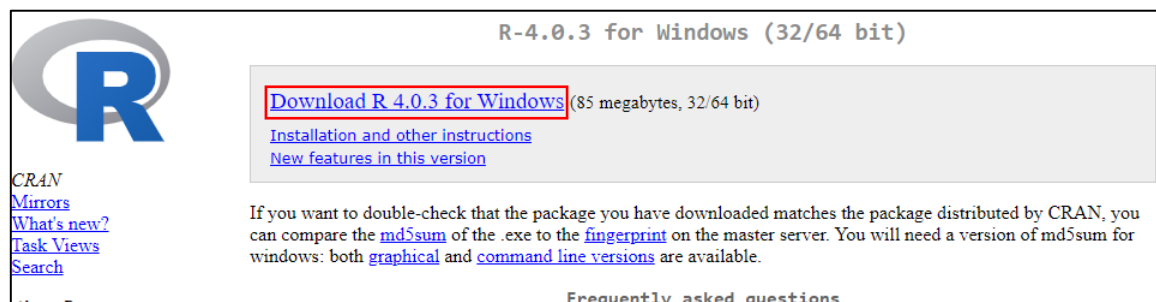 R-4.0.3 for Windows (32/64 bit)
R
Download R 4.0.3 for Windows (85 megabytes, 32/64 bit)
Installation and other instructions
New features in this version
CRAN
Mirrors
What's new?
Task Views
Search
If you want to double-check that the package you have downloaded matches the package distributed by CRAN, you
can compare the md5sum of the .exe to the fingerprint on the master server. You will need a version of md5sum for
windows: both graphical and command line versions are available.
Frequently asked questions